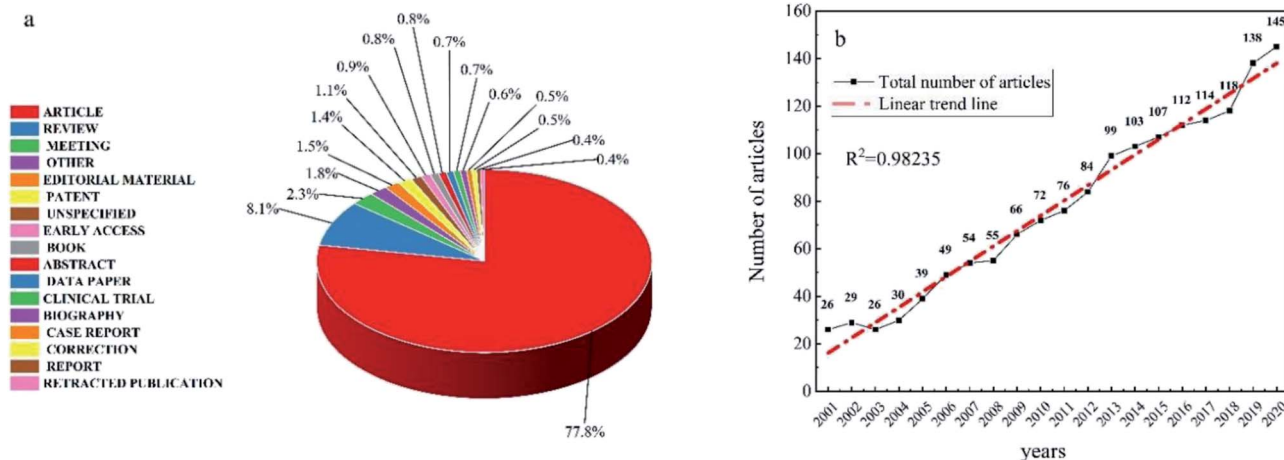 a
0.8%
0.8%
0.7%
0.9%
0.7%
1.1%
0.6%
1.4%
0.5%
1.5%
0.5%
1.8%
0.4%
2.3%
0.4%
8.1%
77.8%
ARTICLE
REVIEW
MEETING
OTHER
EDITORIAL MATERIAL
PATENT
UNSPECIFIED
EARLY ACCESS
BOOK
ABSTRACT
DATA PAPER
CLINICAL TRIAL
BIOGRAPHY
CASE REPORT
CORRECTION
REPORT
RETRACTED PUBLICATION
b
Total number of articles
Linear trend line
R²=0.98235
Number of articles
160
140
120
100
80
60
40
20
0
26
29
26
30
39
49
54
55
66
72
76
84
99
103
107
112
114
118
138
145
2001
2002
2003
2004
2005
2006
2007
2008
2009
2010
2011
2012
2013
2014
2015
2016
2017
2018
2019
2020
years